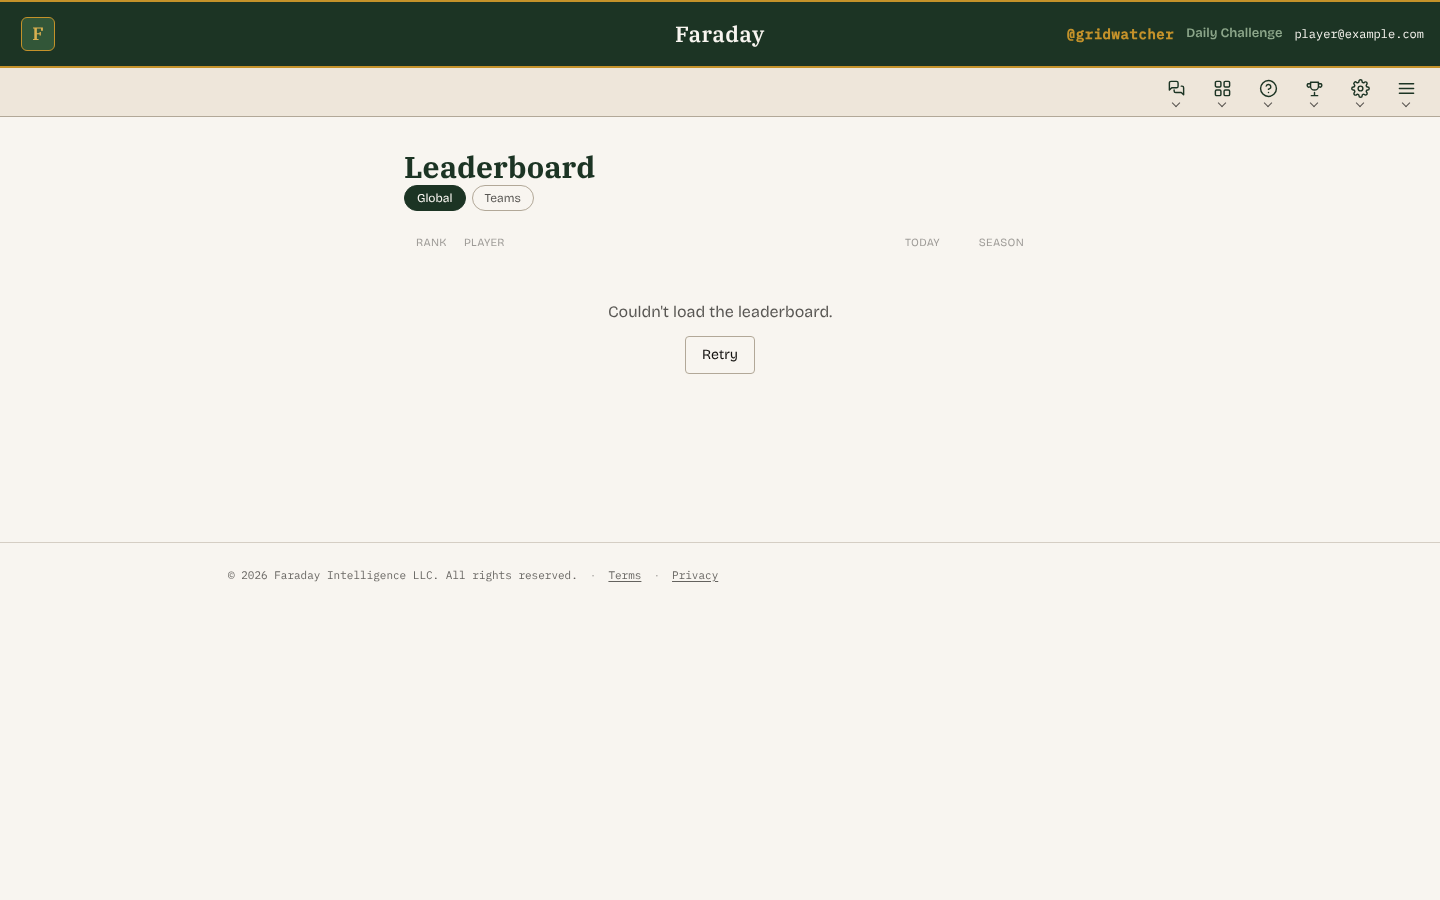 F
Faraday
@gridwatcher Daily Challenge player@example.com
Leaderboard
Global Teams
RANK PLAYER TODAY SEASON
Couldn't load the leaderboard.
Retry
© 2026 Faraday Intelligence LLC. All rights reserved. · Terms · Privacy